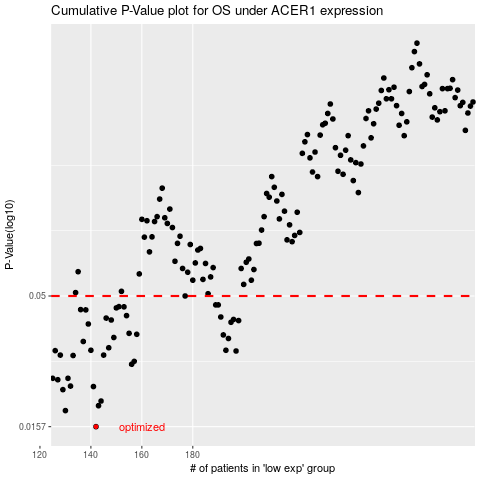 Cumulative P-Value plot for OS under ACER1 expression
P-Value(log10)
0.05
0.0157
optimized
120 140 160 180
# of patients in 'low exp' group